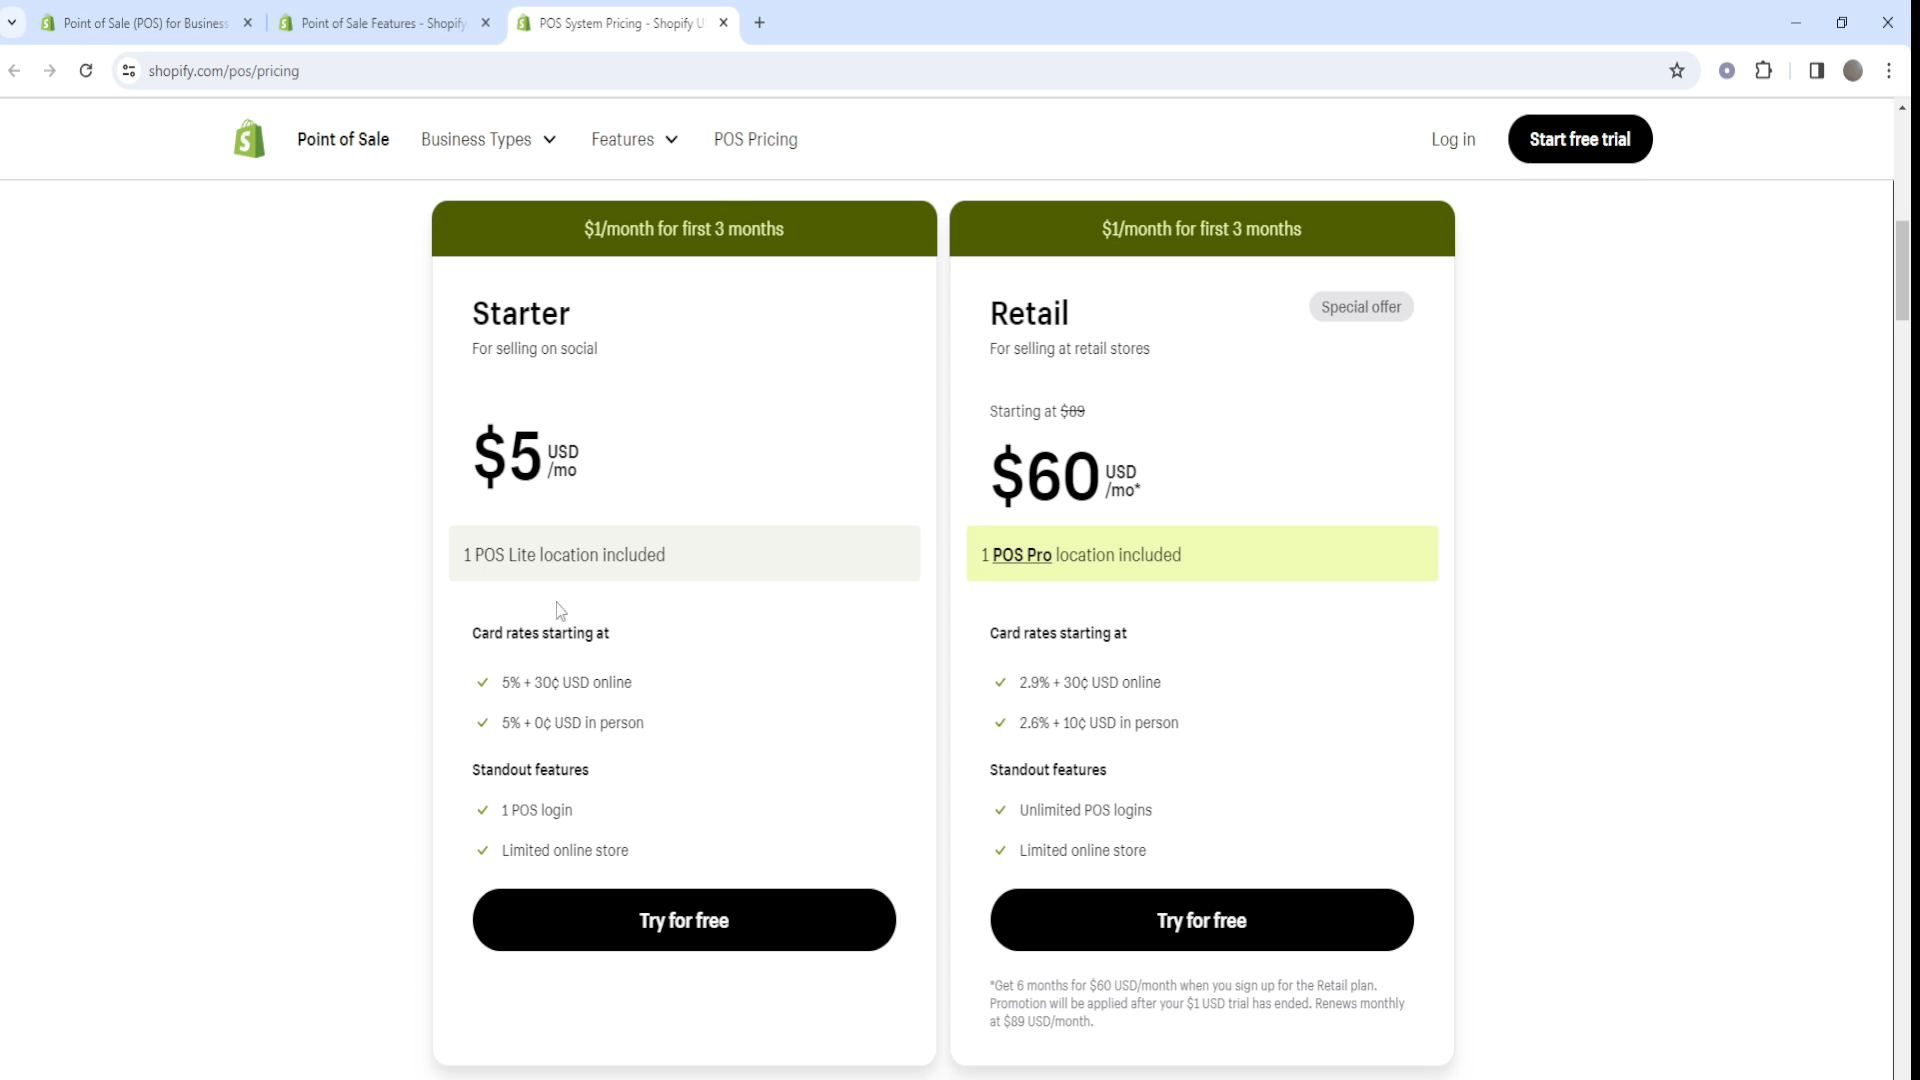 Point of Sale (POS) for Business
Point of Sale Features - Shopify
POS System Pricing - Shopify U
shopify.com/pos/pricing
Point of Sale
Business Types
Features
POS Pricing
Log in
Start free trial
$1/month for first 3 months
Starter
For selling on social
$5 USD /mo
1 POS Lite location included
Card rates starting at
5% + 30¢ USD online
5% + 0¢ USD in person
Standout features
1 POS login
Limited online store
Try for free
$1/month for first 3 months
Retail
Special offer
For selling at retail stores
Starting at $89
$60 USD /mo*
1 POS Pro location included
Card rates starting at
2.9% + 30¢ USD online
2.6% + 10¢ USD in person
Standout features
Unlimited POS logins
Limited online store
Try for free
*Get 6 months for $60 USD/month when you sign up for the Retail plan.
Promotion will be applied after your $1 USD trial has ended. Renews monthly
at $89 USD/month.